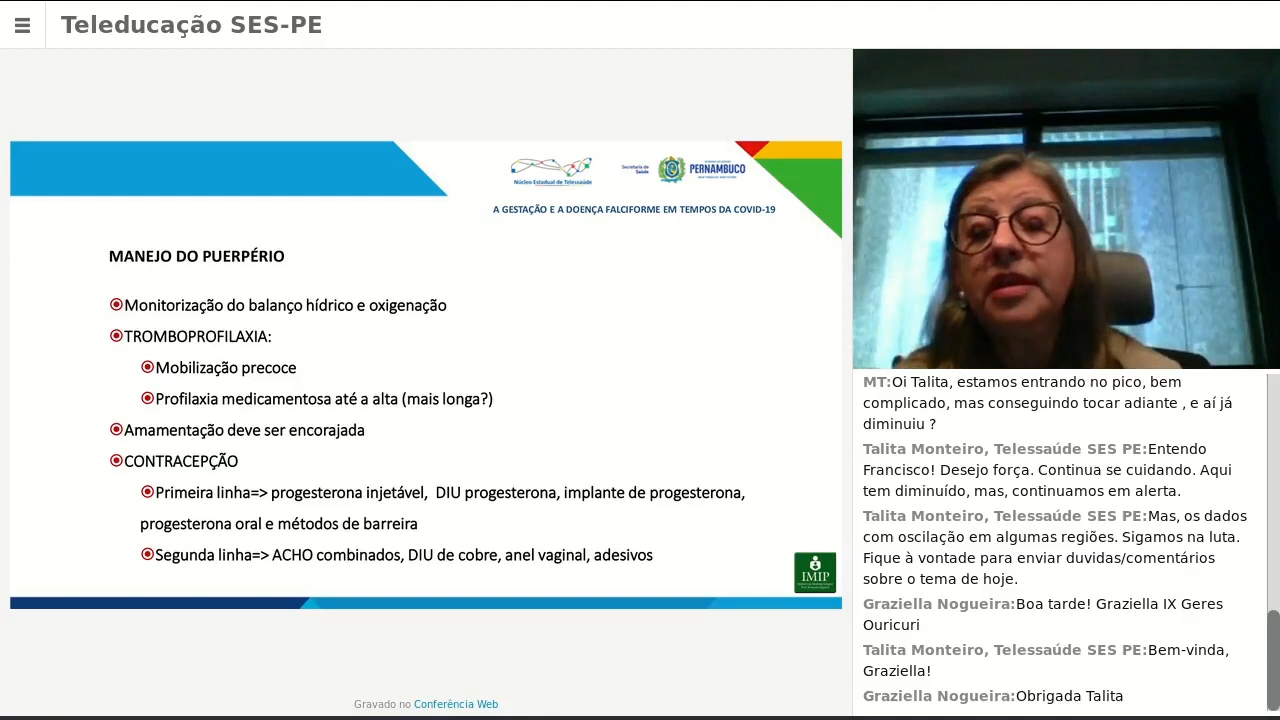 Teleducação SES-PE
Núcleo Estadual de Telessaúde
Secretaria de
Saúde
PERNAMBUCO
A GESTAÇÃO E A DOENÇA FALCIFORME EM TEMPOS DA COVID-19
MANEJO DO PUERPÉRIO
Monitorização do balanço hídrico e oxigenação
TROMBOPROFILAXIA:
Mobilização precoce
Profilaxia medicamentosa até a alta (mais longa?)
Amamentação deve ser encorajada
CONTRACEPÇÃO
Primeira linha=> progesterona injetável, DIU progesterona, implante de progesterona,
progesterona oral e métodos de barreira
Segunda linha=> ACHO combinados, DIU de cobre, anel vaginal, adesivos
IMIP
Gravado no Conferência Web
MT:Oi Talita, estamos entrando no pico, bem
complicado, mas conseguindo tocar adiante , e aí já
diminuiu ?
Talita Monteiro, Telessaúde SES PE:Entendo
Francisco! Desejo força. Continua se cuidando. Aqui
tem diminuído, mas, continuamos em alerta.
Talita Monteiro, Telessaúde SES PE:Mas, os dados
com oscilação em algumas regiões. Sigamos na luta.
Fique à vontade para enviar duvidas/comentários
sobre o tema de hoje.
Graziella Nogueira:Boa tarde! Graziella IX Geres
Ouricuri
Talita Monteiro, Telessaúde SES PE:Bem-vinda,
Graziella!
Graziella Nogueira:Obrigada Talita